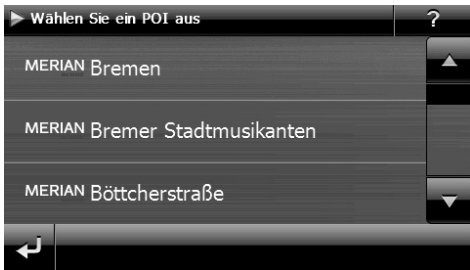 Wählen Sie ein POI aus ?
MERIAN Bremen
MERIAN Bremer Stadtmusikanten
MERIAN Böttcherstraße